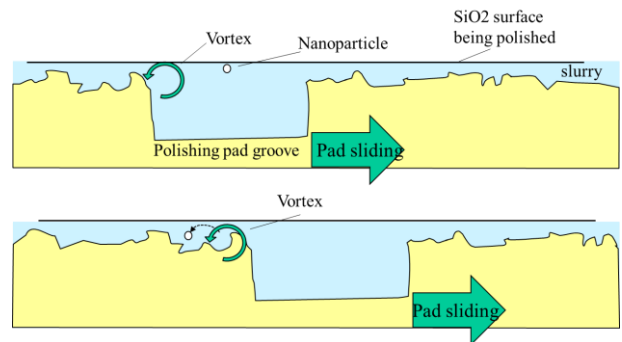 SiO2 surface
being polished
Vortex
Nanoparticle
slurry
Polishing pad groove
Pad sliding
Vortex
Pad sliding